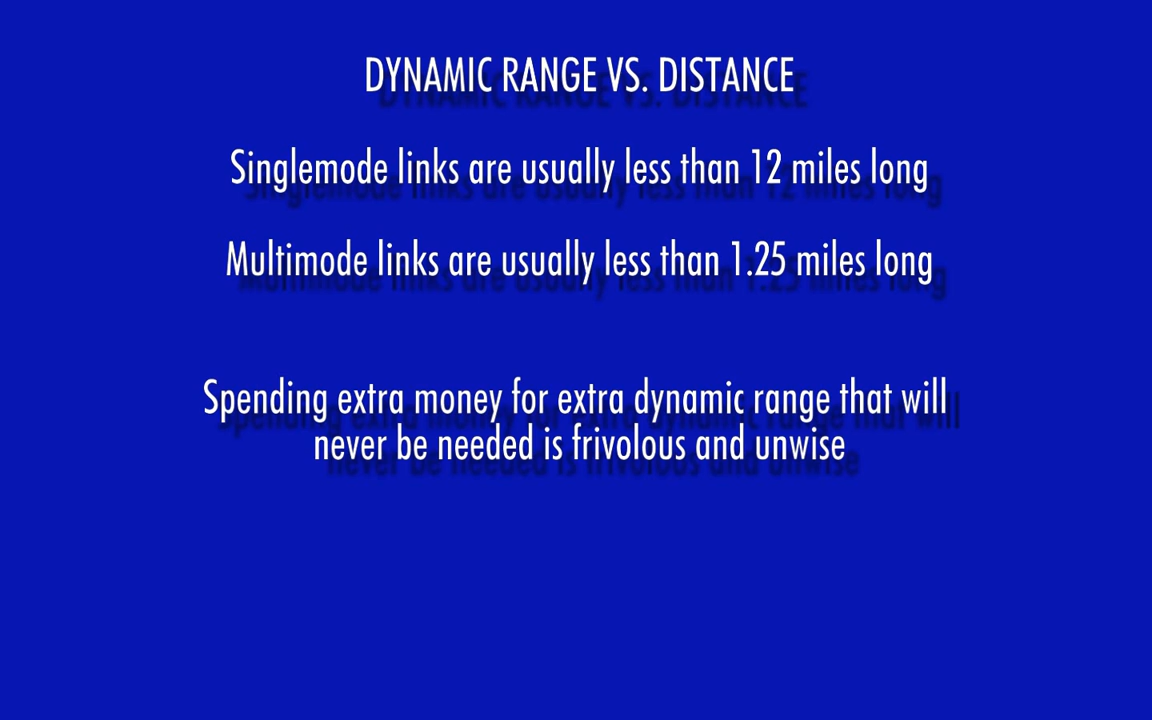 DYNAMIC RANGE VS. DISTANCE
Singlemode links are usually less than 12 miles long
Multimode links are usually less than 1.25 miles long
Spending extra money for extra dynamic range that will
never be needed is frivolous and unwise